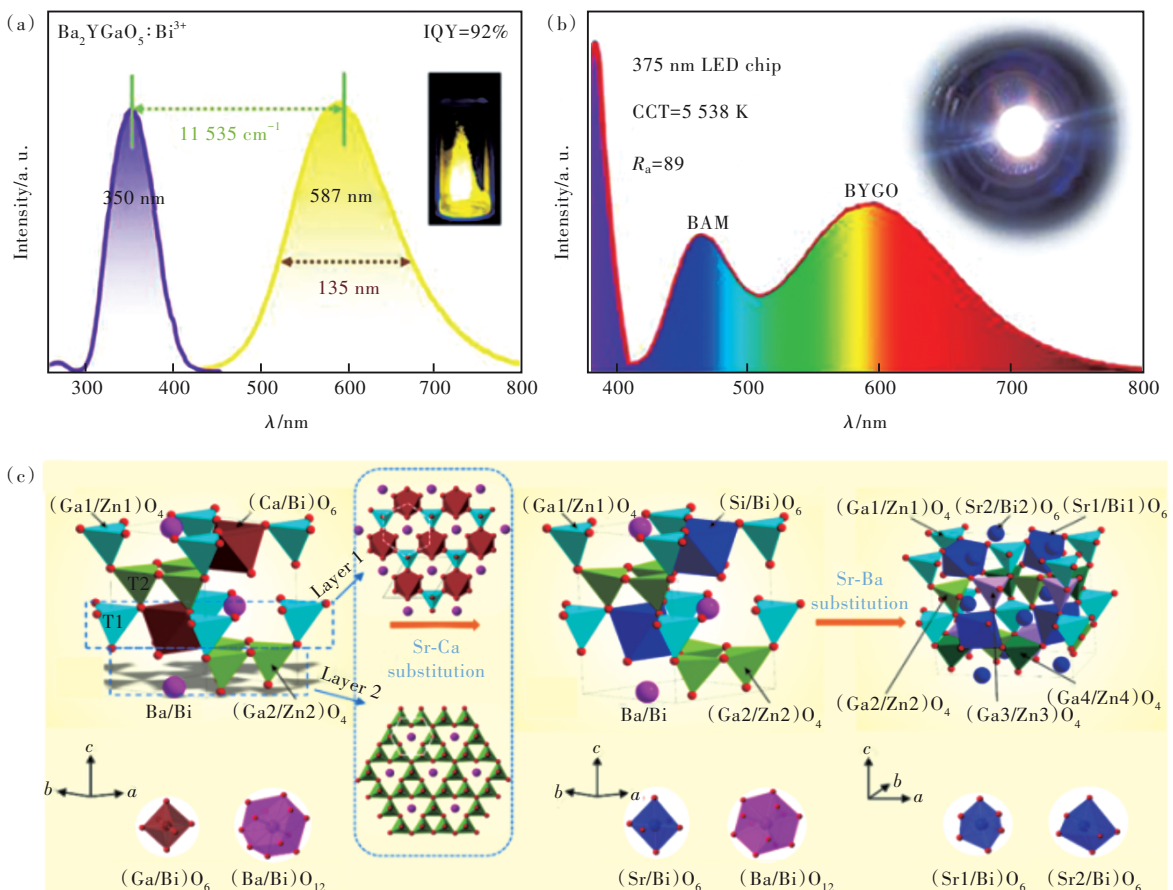 (a)
Ba₂YGaO₅:Bi³⁺
IQY=92%
11 535 cm⁻¹
350 nm
587 nm
135 nm
Intensity/a. u.
300
400
500
600
700
800
λ/nm
(b)
375 nm LED chip
CCT=5 538 K
Rₐ=89
BAM
BYGO
Intensity/a. u.
400
500
600
700
800
λ/nm
(c)
(Ga1/Zn1)O₄
(Ca/Bi)O₆
T2
T1
Layer 1
Layer 2
Ba/Bi
(Ga2/Zn2)O₄
Sr-Ca
substitution
(Ga1/Zn1)O₄
(Si/Bi)O₆
Ba/Bi
(Ga2/Zn2)O₄
Sr-Ba
substitution
(Ga1/Zn1)O₄
(Sr2/Bi2)O₆
(Sr1/Bi1)O₆
(Ga2/Zn2)O₄
(Ga3/Zn3)O₄
(Ga4/Zn4)O₄
c
b
a
(Ga/Bi)O₆
(Ba/Bi)O₁₂
c
b
a
(Sr/Bi)O₆
(Ba/Bi)O₁₂
c
b
a
(Sr1/Bi)O₆
(Sr2/Bi)O₆